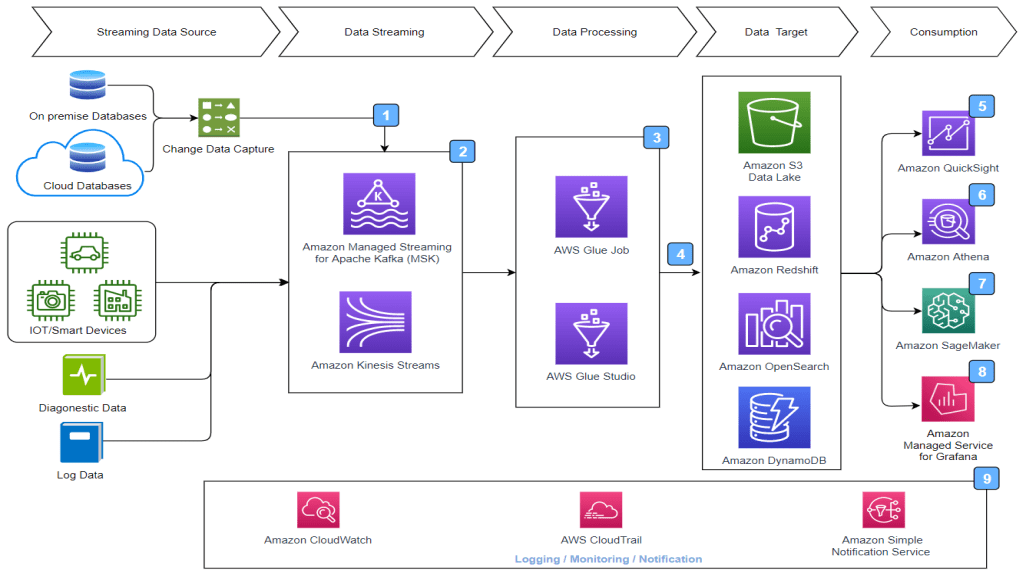 Streaming Data Source
Data Streaming
Data Processing
Data Target
Consumption
On premise Databases
Cloud Databases
Change Data Capture
IOT/Smart Devices
Diagonestic Data
Log Data
1
2
K
Amazon Managed Streaming
for Apache Kafka (MSK)
Amazon Kinesis Streams
3
AWS Glue Job
AWS Glue Studio
4
Amazon S3
Data Lake
Amazon Redshift
Amazon OpenSearch
Amazon DynamoDB
5
Amazon QuickSight
6
Amazon Athena
7
Amazon SageMaker
8
Amazon
Managed Service
for Grafana
9
Amazon CloudWatch
AWS CloudTrail
Amazon Simple
Notification Service
Logging / Monitoring / Notification